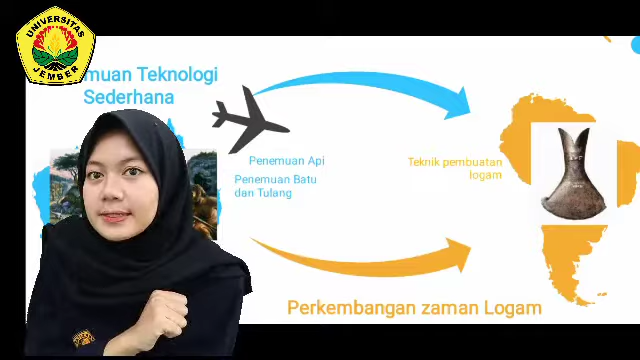 UNIVERSITAS
JEMBER
muan Teknologi
Sederhana
Penemuan Api
Penemuan Batu
dan Tulang
Teknik pembuatan
logam
Perkembangan zaman Logam